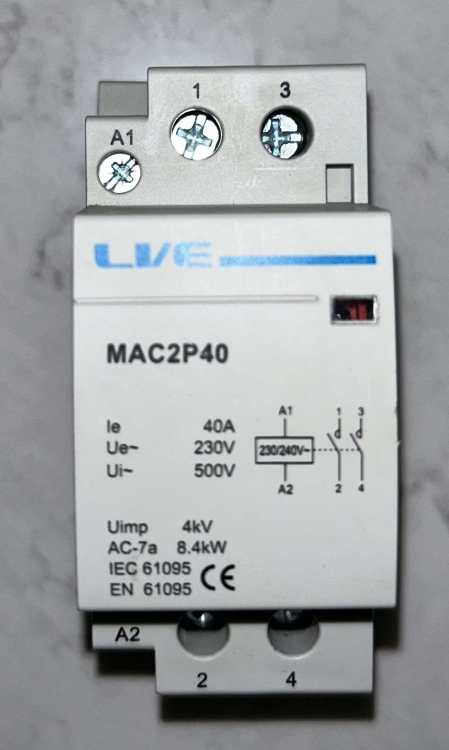 1 3
A1
LVE
MAC2P40
Ie 40A
Ue~ 230V
Ui~ 500V
A1 1 3
230/240V~
A2 2 4
Uimp 4kV
AC-7a 8.4kW
IEC 61095
EN 61095 CE
A2
2 4